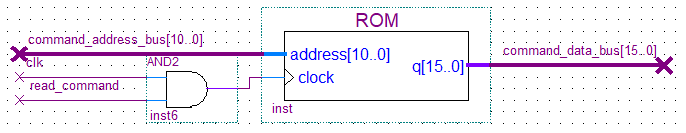 ROM
command_address_bus[10..0]
address[10..0]
command_data_bus[15..0]
clk
AND2
q[15..0]
clock
read_command
inst6
inst